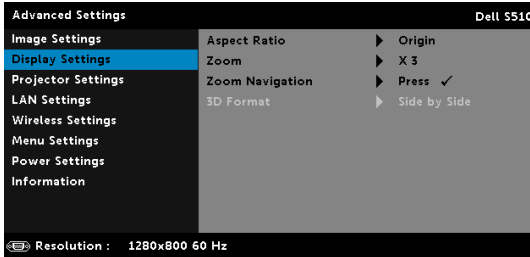 Advanced Settings Dell S510
Image Settings
Display Settings
Projector Settings
LAN Settings
Wireless Settings
Menu Settings
Power Settings
Information
Aspect Ratio Origin
Zoom X 3
Zoom Navigation Press ✓
3D Format Side by Side
Resolution : 1280x800 60 Hz